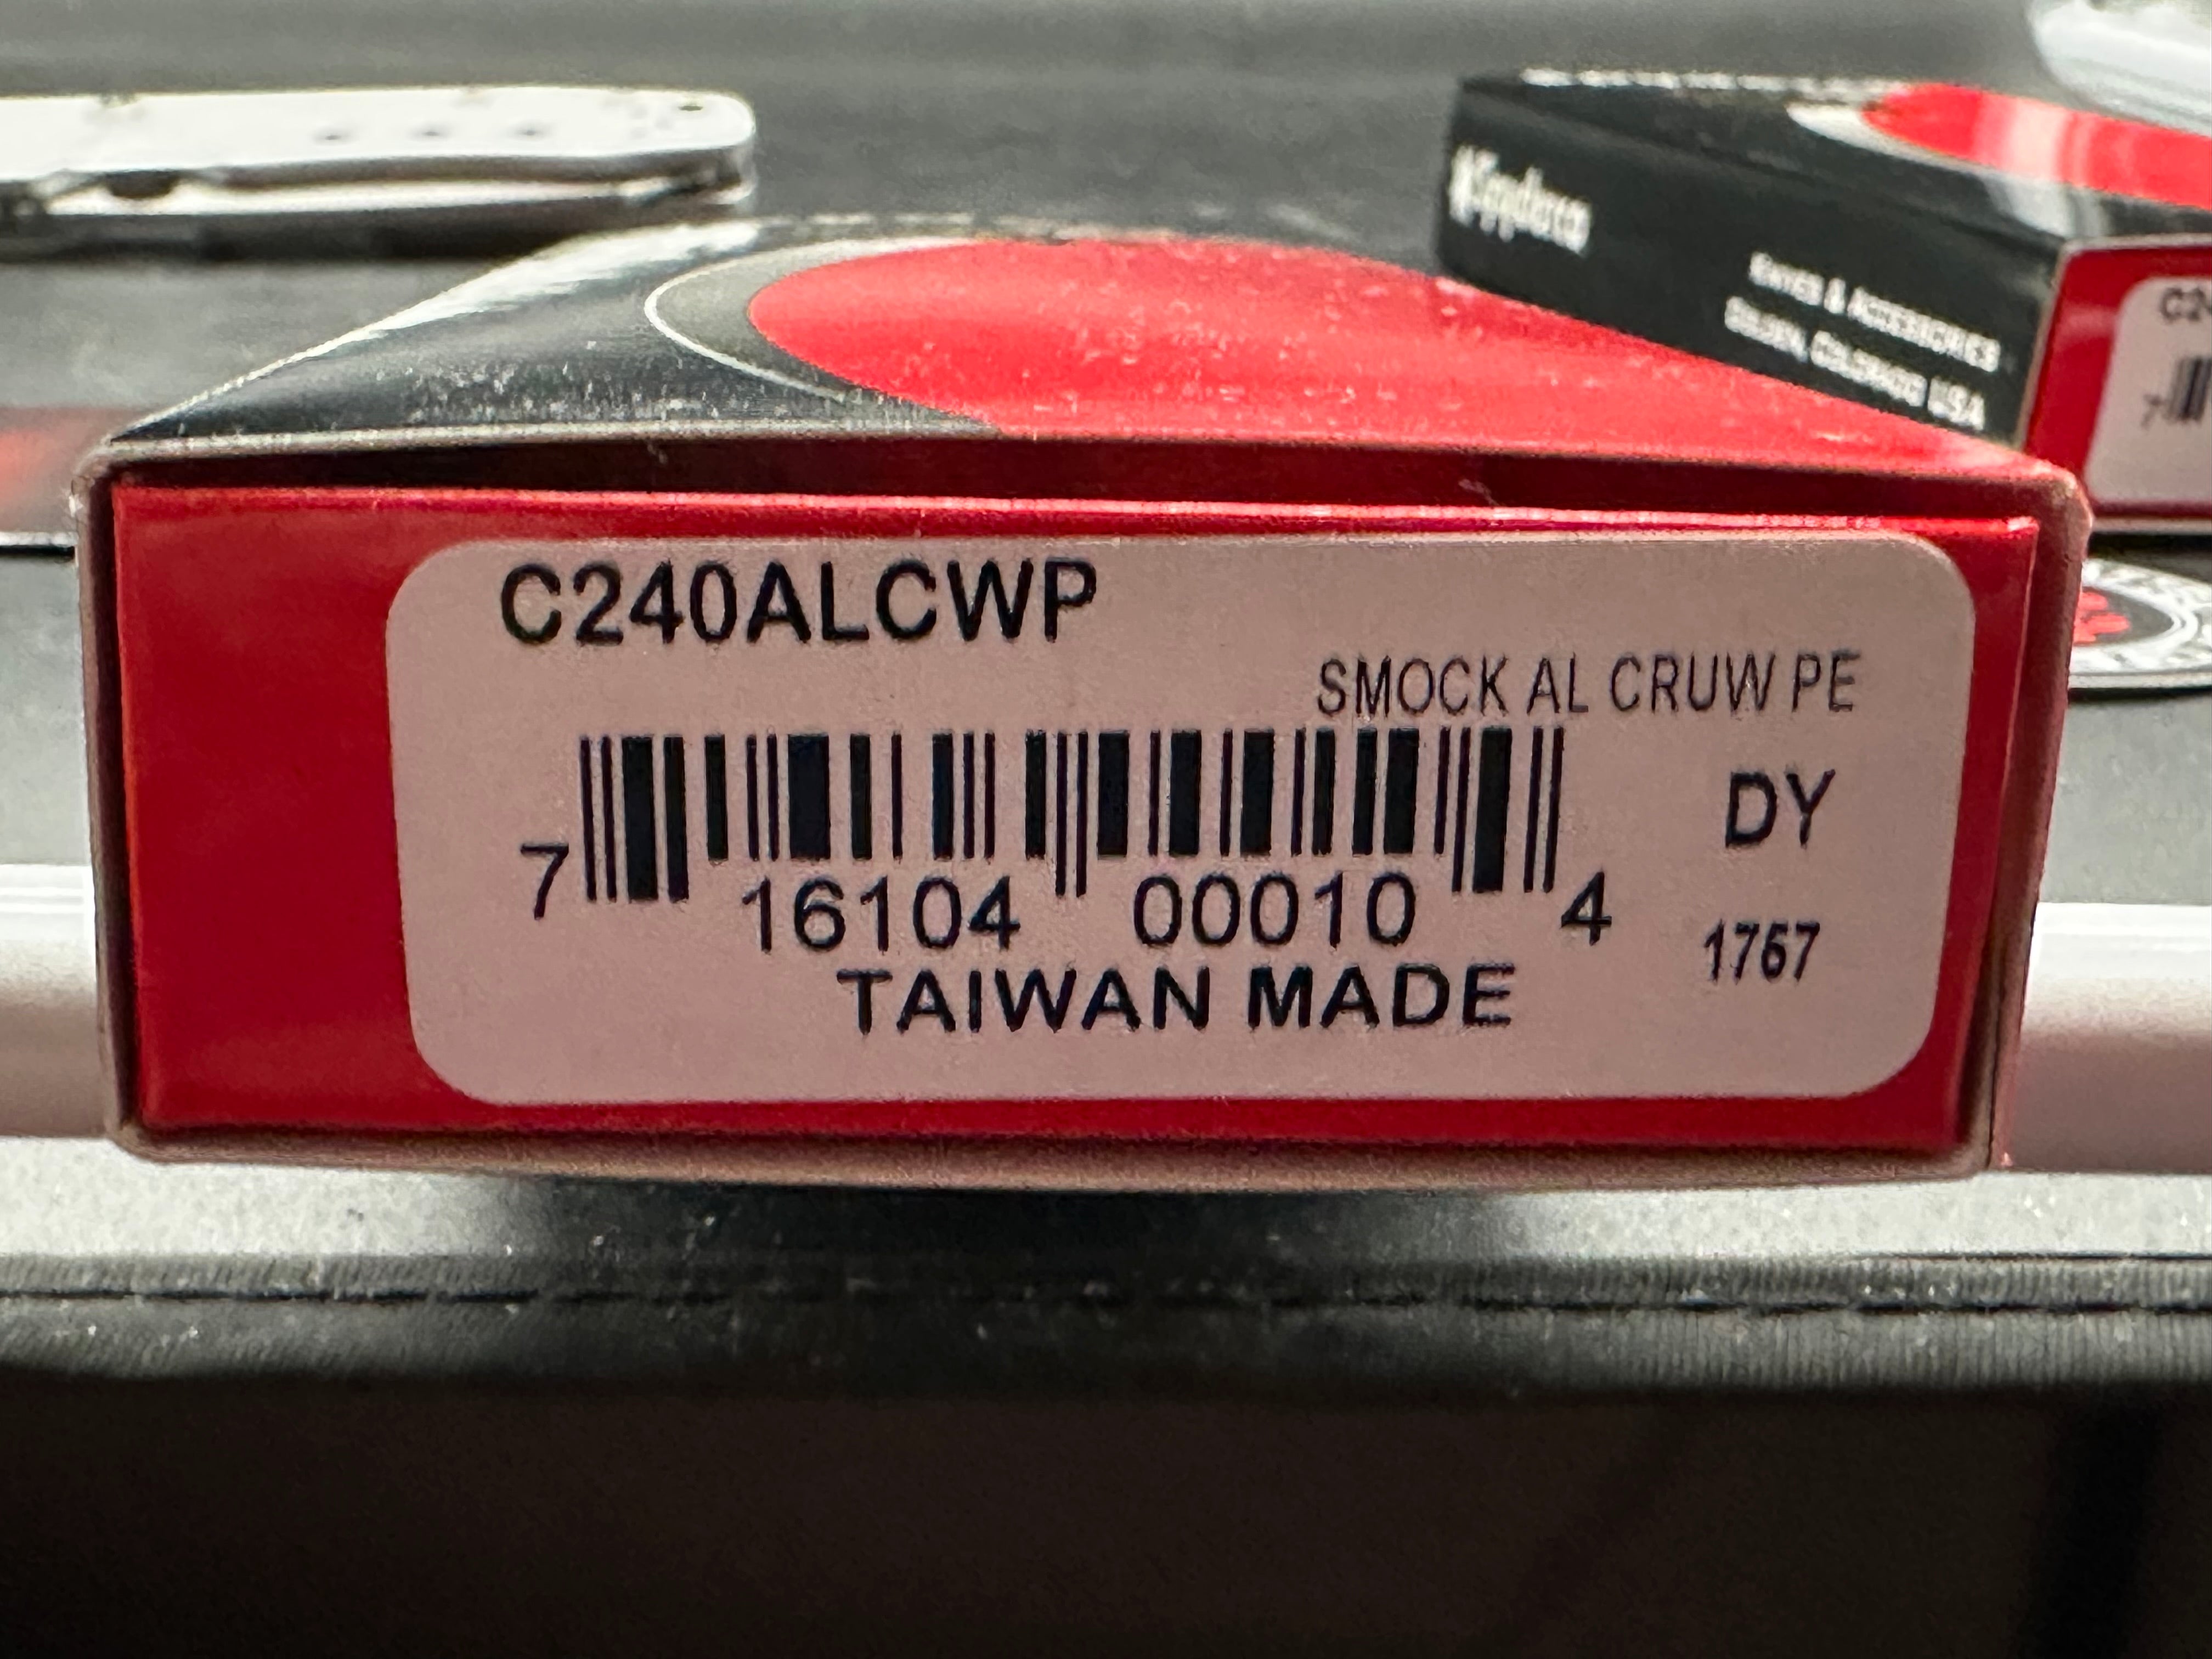 Spyderco
KNIVES & ACCESSORIES
GOLDEN, COLORADO USA
C240ALCWP
SMOCK AL CRUW PE
DY
7 16104 00010 4
1767
TAIWAN MADE